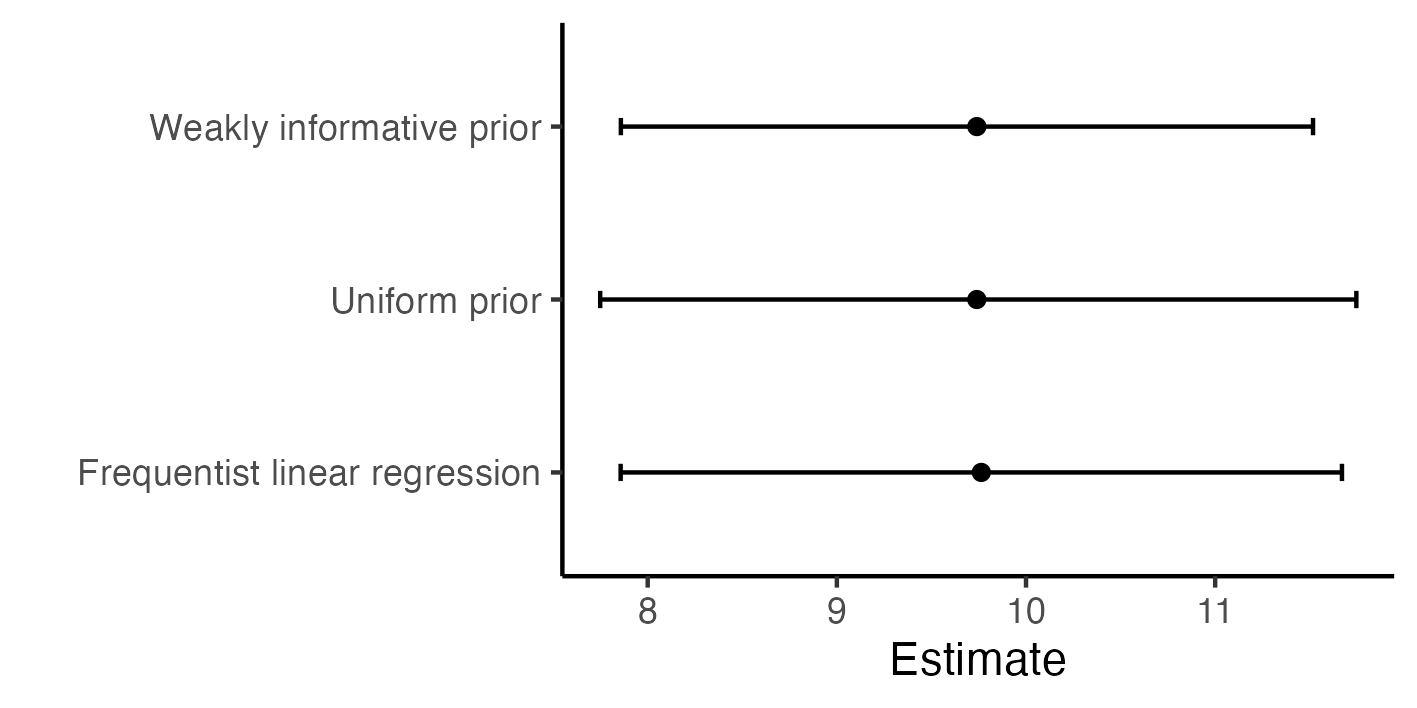 Weakly informative prior
Uniform prior
Frequentist linear regression
8 9 10 11
Estimate